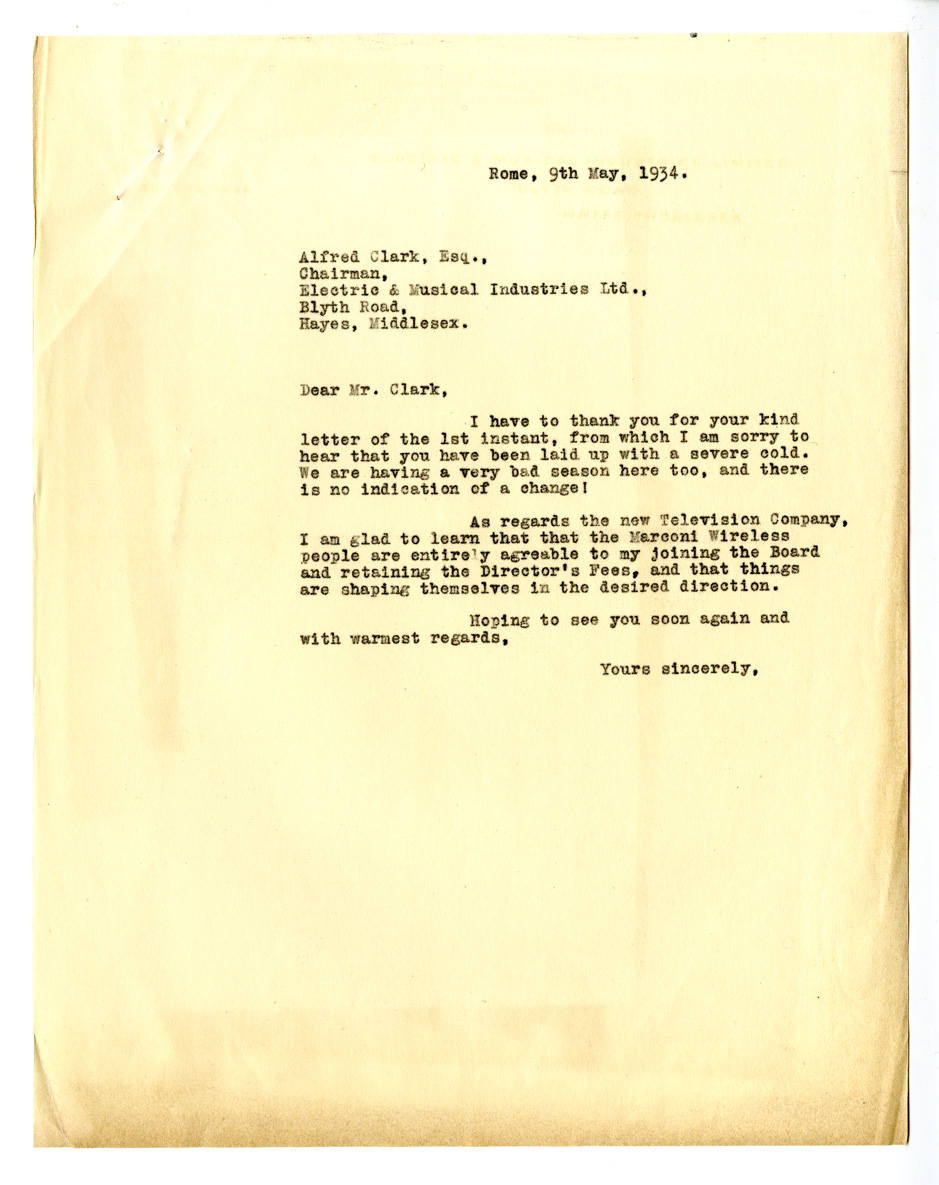 Rome, 9th May, 1934.
Alfred Clark, Esq.,
Chairman,
Electric & Musical Industries Ltd.,
Blyth Road,
Hayes, Middlesex.
Dear Mr. Clark,
I have to thank you for your kind
letter of the 1st instant, from which I am sorry to
hear that you have been laid up with a severe cold.
We are having a very bad season here too, and there
is no indication of a change!
As regards the new Television Company,
I am glad to learn that that the Marconi Wireless
people are entirely agreable to my joining the Board
and retaining the Director's Fees, and that things
are shaping themselves in the desired direction.
Hoping to see you soon again and
with warmest regards,
Yours sincerely,